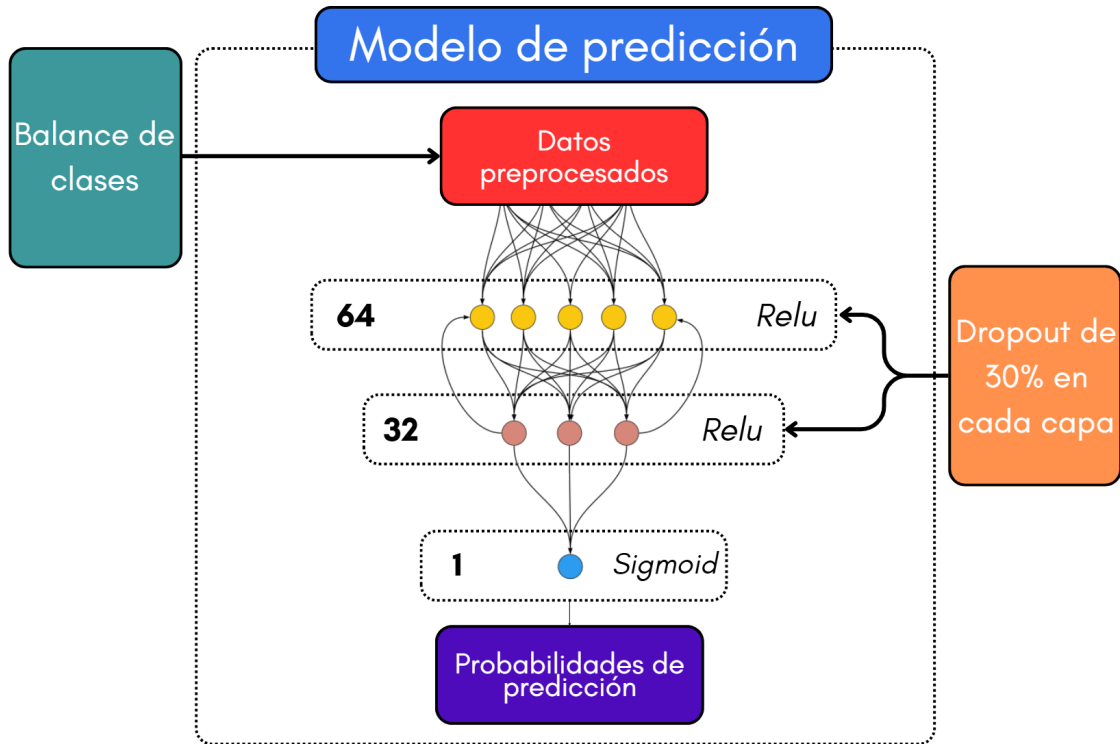 Modelo de predicción
Balance de
clases
Datos
preprocesados
64
Relu
Dropout de
30% en
cada capa
32
Relu
1
Sigmoid
Probabilidades de
predicción